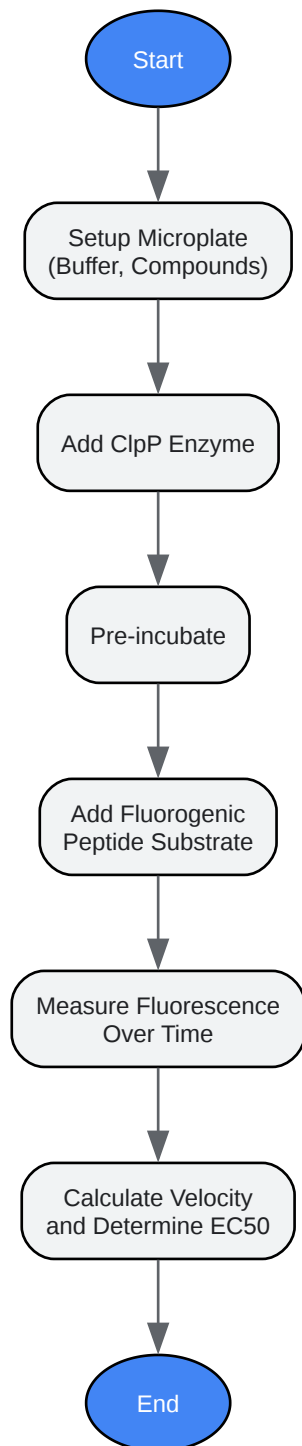 Start
Setup Microplate
(Buffer, Compounds)
Add ClpP Enzyme
Pre-incubate
Add Fluorogenic
Peptide Substrate
Measure Fluorescence
Over Time
Calculate Velocity
and Determine EC50
End